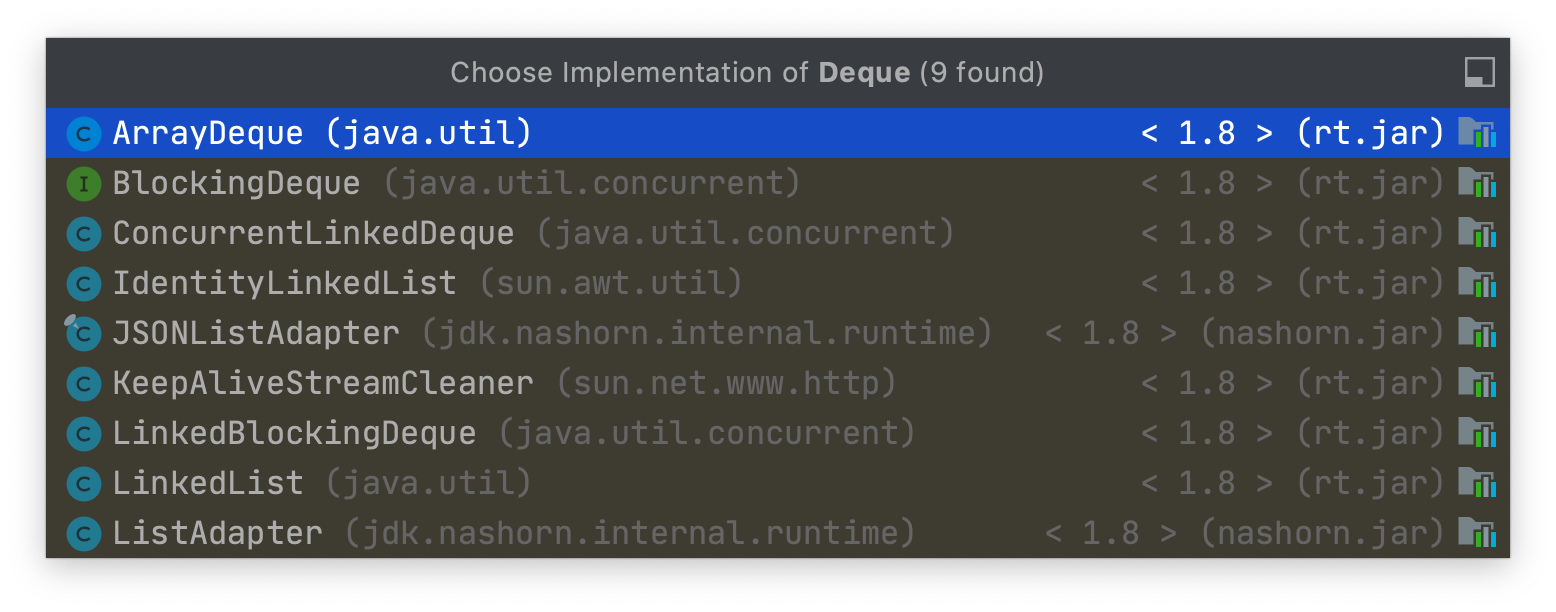 Choose Implementation of Deque (9 found)
C ArrayDeque (java.util) < 1.8 > (rt.jar)
I BlockingDeque (java.util.concurrent) < 1.8 > (rt.jar)
C ConcurrentLinkedDeque (java.util.concurrent) < 1.8 > (rt.jar)
C IdentityLinkedList (sun.awt.util) < 1.8 > (rt.jar)
C JSONListAdapter (jdk.nashorn.internal.runtime) < 1.8 > (nashorn.jar)
C KeepAliveStreamCleaner (sun.net.www.http) < 1.8 > (rt.jar)
C LinkedBlockingDeque (java.util.concurrent) < 1.8 > (rt.jar)
C LinkedList (java.util) < 1.8 > (rt.jar)
C ListAdapter (jdk.nashorn.internal.runtime) < 1.8 > (nashorn.jar)